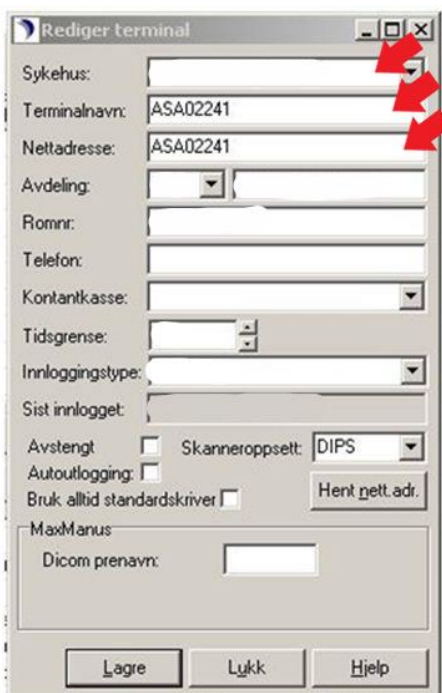 Rediger terminal
Sykehus:
Terminalnavn: ASA02241
Nettadresse: ASA02241
Avdeling:
Romnr:
Telefon:
Kontantkasse:
Tidsgrense:
Innloggingstype:
Sist innlogget:
Avstengt Skanneroppsett: DIPS
Autoutlogging:
Bruk alltid standardskriver Hent nett.adr.
MaxManus
Dicom prenavn:
Lagre Lukk Hjelp